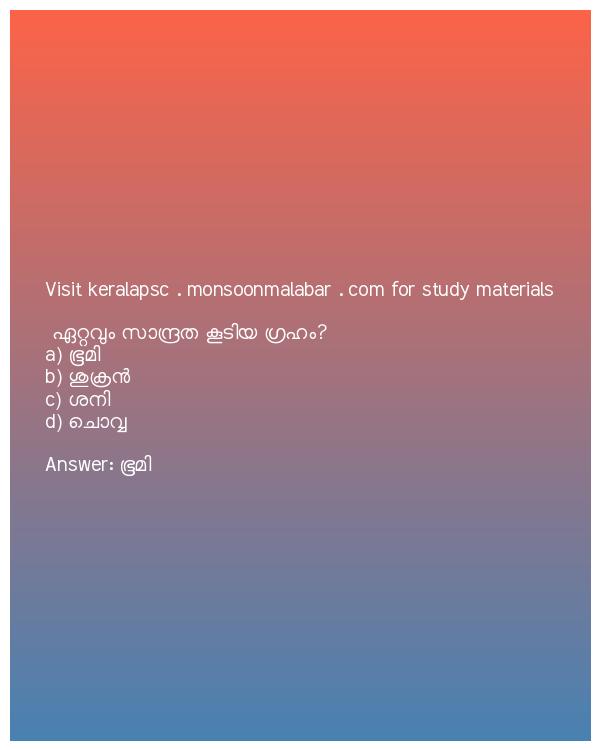 Visit keralapsc . monsoonmalabar . com for study materials
ഏറ്റവും സാന്ദ്രത കൂടിയ ഗ്രഹം?
a) ഭൂമി
b) ശുക്രൻ
c) ശനി
d) ചൊവ്വ
Answer: ഭൂമി